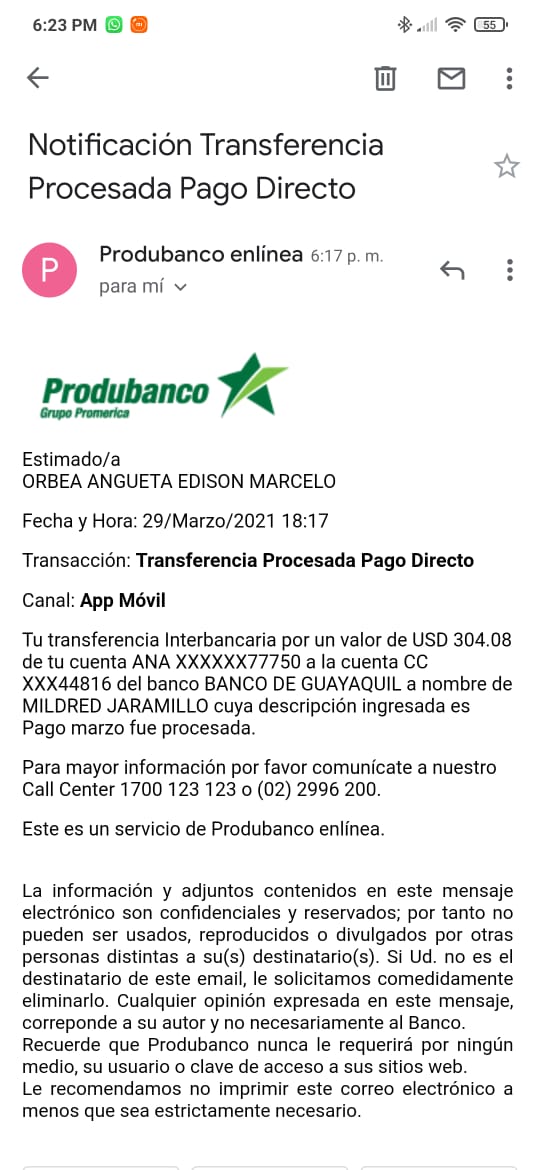 6:23 PM
55
Notificación Transferencia
Procesada Pago Directo
P
Produbanco enlínea 6:17 p. m.
para mí
Produbanco
Grupo Promerica
Estimado/a
ORBEA ANGUETA EDISON MARCELO
Fecha y Hora: 29/Marzo/2021 18:17
Transacción: Transferencia Procesada Pago Directo
Canal: App Móvil
Tu transferencia Interbancaria por un valor de USD 304.08
de tu cuenta ANA XXXXXX77750 a la cuenta CC
XXX44816 del banco BANCO DE GUAYAQUIL a nombre de
MILDRED JARAMILLO cuya descripción ingresada es
Pago marzo fue procesada.
Para mayor información por favor comunícate a nuestro
Call Center 1700 123 123 o (02) 2996 200.
Este es un servicio de Produbanco enlínea.
La información y adjuntos contenidos en este mensaje
electrónico son confidenciales y reservados; por tanto no
pueden ser usados, reproducidos o divulgados por otras
personas distintas a su(s) destinatario(s). Si Ud. no es el
destinatario de este email, le solicitamos comedidamente
eliminarlo. Cualquier opinión expresada en este mensaje,
correponde a su autor y no necesariamente al Banco.
Recuerde que Produbanco nunca le requerirá por ningún
medio, su usuario o clave de acceso a sus sitios web.
Le recomendamos no imprimir este correo electrónico a
menos que sea estrictamente necesario.